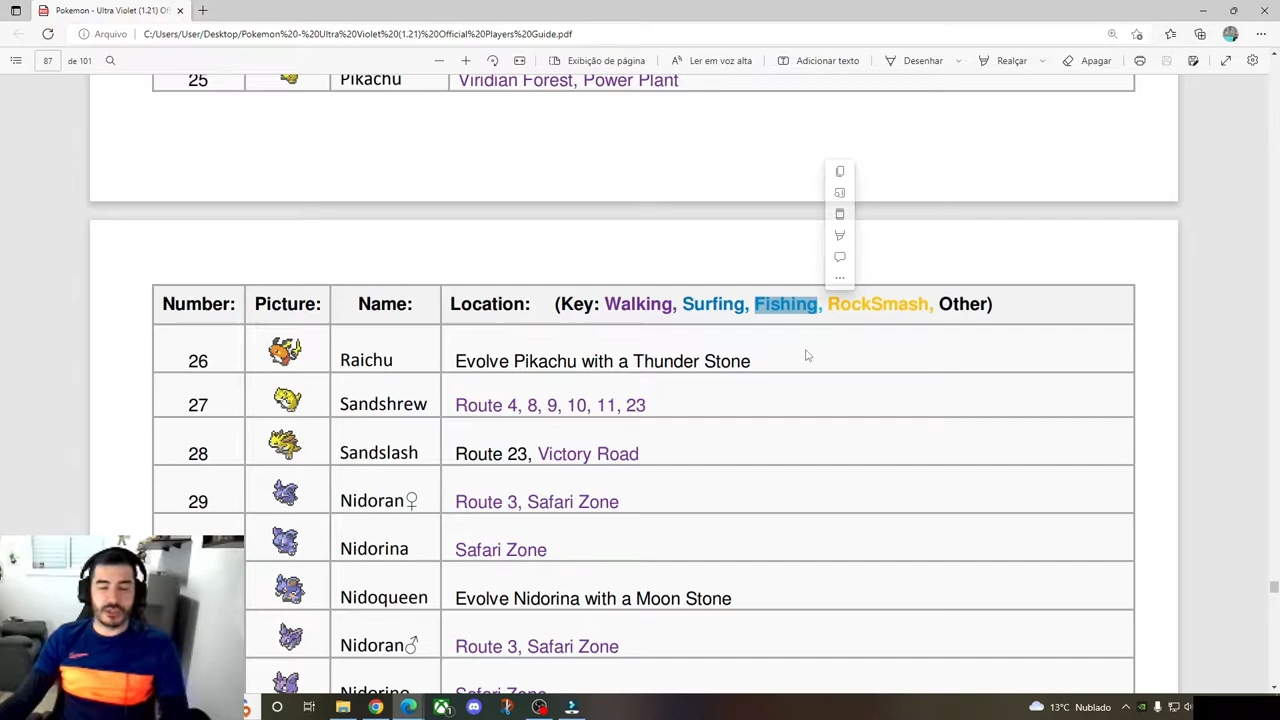 Pokemon - Ultra Violet (1.21) Of
Arquivo C:/Users/User/Desktop/Pokemon%20-%20Ultra%20Violet%20(1.21)%20Official%20Players%20Guide.pdf
87 de 101 Exibição de página Ler em voz alta Adicionar texto Desenhar Realçar Apagar
25 Pikachu Viridian Forest, Power Plant
Number: Picture: Name: Location: (Key: Walking, Surfing, Fishing, RockSmash, Other)
26 Raichu Evolve Pikachu with a Thunder Stone
27 Sandshrew Route 4, 8, 9, 10, 11, 23
28 Sandslash Route 23, Victory Road
29 Nidoran♀ Route 3, Safari Zone
Nidorina Safari Zone
Nidoqueen Evolve Nidorina with a Moon Stone
Nidoran♂ Route 3, Safari Zone
Nidorino Safari Zone
13°C Nublado